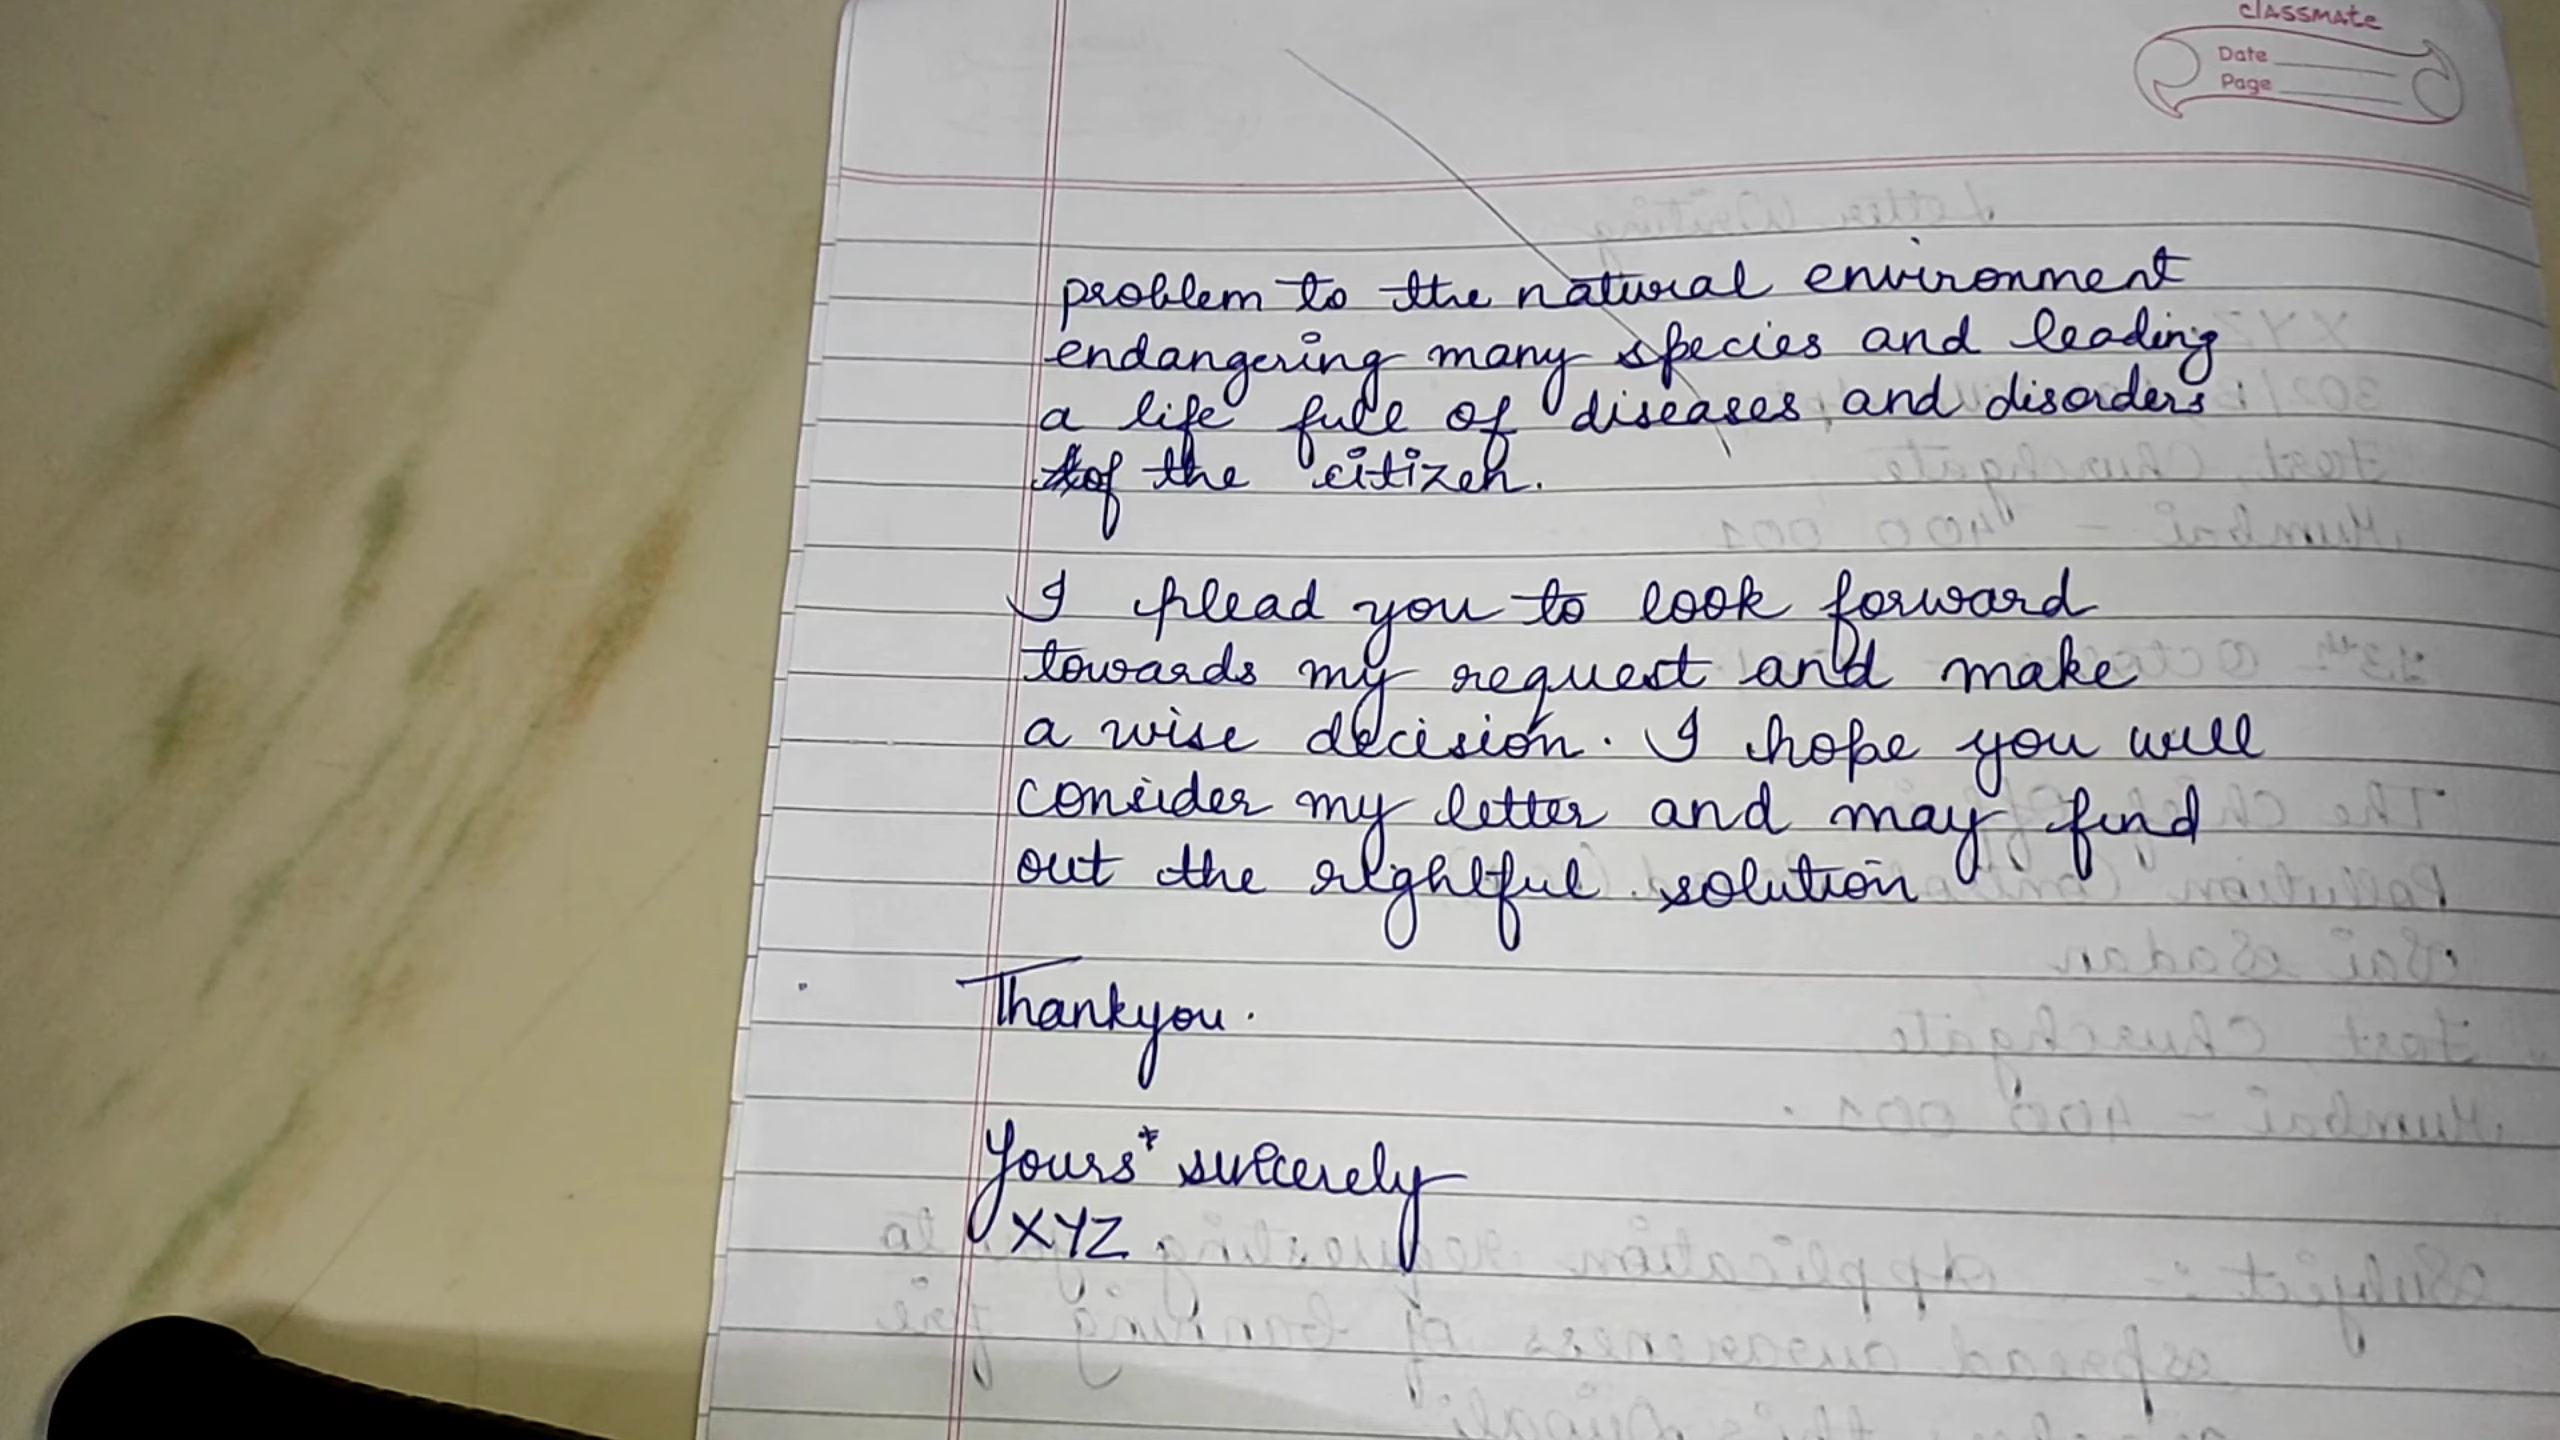 classmate
Date
Page
problem to the natural environment
endangering many species and leading
a life full of diseases and disorders
of the citizen.
I plead you to look forward
towards my request and make
a wise decision. I hope you will
consider my letter and may find
out the rightful solution
Thankyou.
Yours sincerely
XYZ